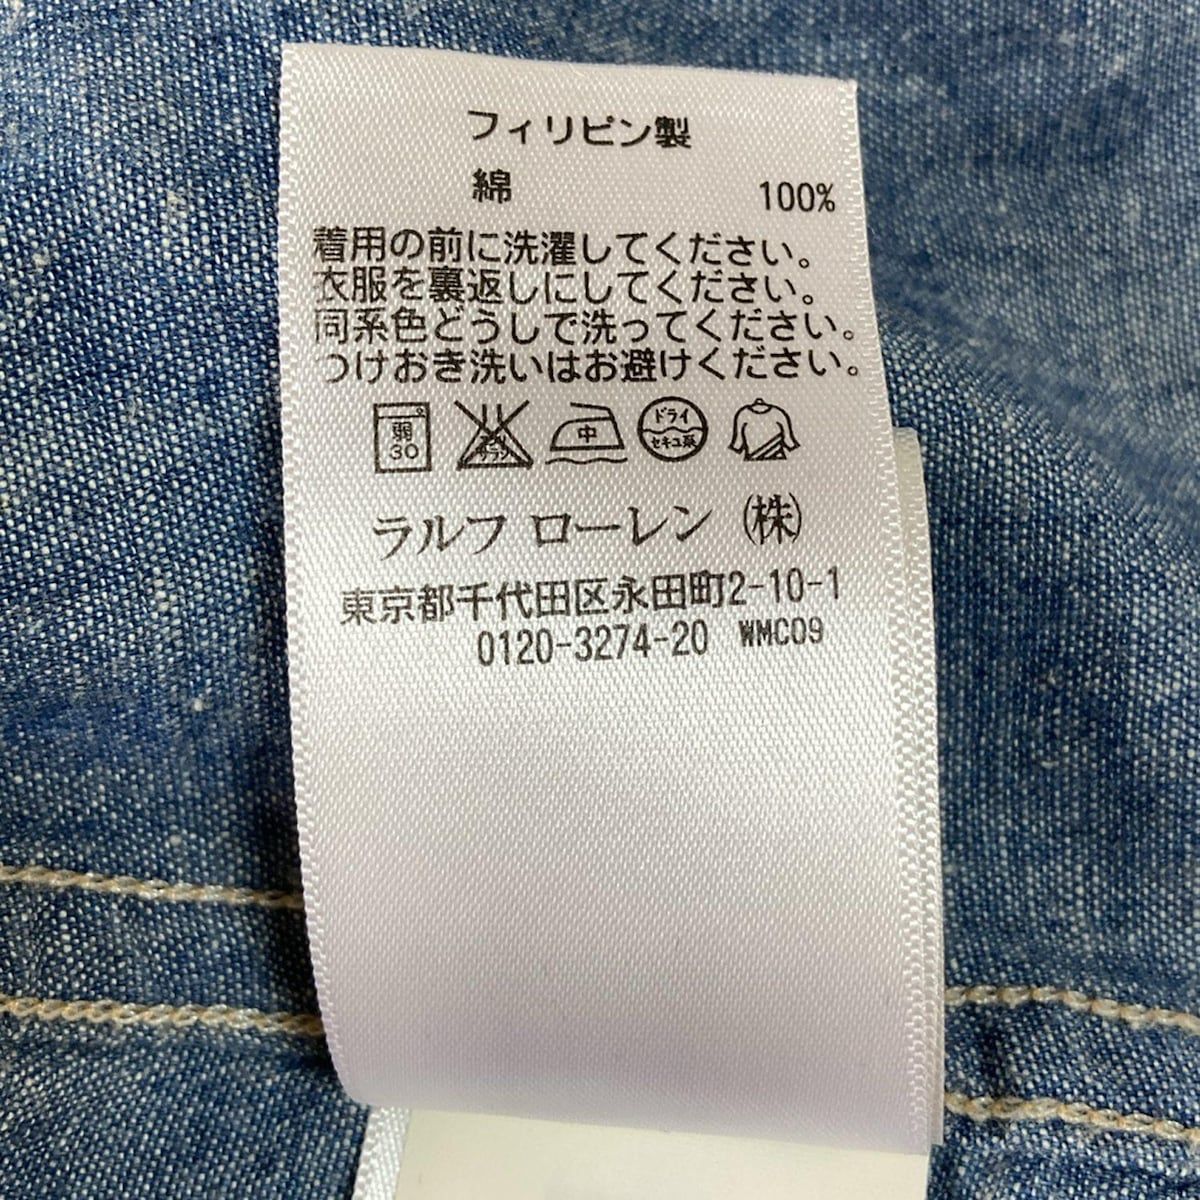 フィリピン製
綿 100%
着用の前に洗濯してください。
衣服を裏返しにしてください。
同系色どうしで洗ってください。
つけおき洗いはお避けください。
弱 中 ドライ
30 セキユ系
ラルフ ローレン ㈱
東京都千代田区永田町2-10-1
0120-3274-20 WMC09